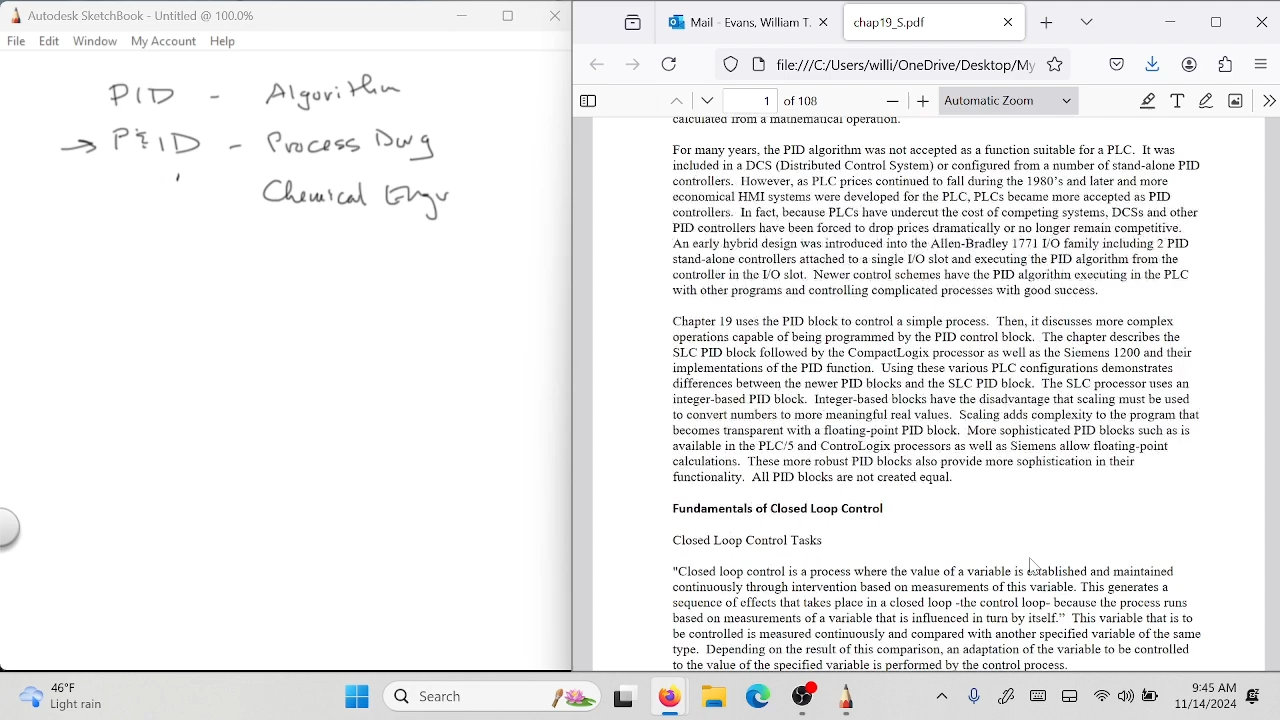 Autodesk SketchBook - Untitled @ 100.0%
File Edit Window My Account Help
PID - Algorithm
→ P&ID - Process Dwg
Chemical Engr
Mail - Evans, William T.
chap19_S.pdf
file:///C:/Users/willi/OneDrive/Desktop/My
1 of 108
Automatic Zoom
calculated from a mathematical operation.
For many years, the PID algorithm was not accepted as a function suitable for a PLC. It was
included in a DCS (Distributed Control System) or configured from a number of stand-alone PID
controllers. However, as PLC prices continued to fall during the 1980's and later and more
economical HMI systems were developed for the PLC, PLCs became more accepted as PID
controllers. In fact, because PLCs have undercut the cost of competing systems, DCSs and other
PID controllers have been forced to drop prices dramatically or no longer remain competitive.
An early hybrid design was introduced into the Allen-Bradley 1771 I/O family including 2 PID
stand-alone controllers attached to a single I/O slot and executing the PID algorithm from the
controller in the I/O slot. Newer control schemes have the PID algorithm executing in the PLC
with other programs and controlling complicated processes with good success.
Chapter 19 uses the PID block to control a simple process. Then, it discusses more complex
operations capable of being programmed by the PID control block. The chapter describes the
SLC PID block followed by the CompactLogix processor as well as the Siemens 1200 and their
implementations of the PID function. Using these various PLC configurations demonstrates
differences between the newer PID blocks and the SLC PID block. The SLC processor uses an
integer-based PID block. Integer-based blocks have the disadvantage that scaling must be used
to convert numbers to more meaningful real values. Scaling adds complexity to the program that
becomes transparent with a floating-point PID block. More sophisticated PID blocks such as is
available in the PLC/5 and ControLogix processors as well as Siemens allow floating-point
calculations. These more robust PID blocks also provide more sophistication in their
functionality. All PID blocks are not created equal.
Fundamentals of Closed Loop Control
Closed Loop Control Tasks
"Closed loop control is a process where the value of a variable is established and maintained
continuously through intervention based on measurements of this variable. This generates a
sequence of effects that takes place in a closed loop -the control loop- because the process runs
based on measurements of a variable that is influenced in turn by itself.” This variable that is to
be controlled is measured continuously and compared with another specified variable of the same
type. Depending on the result of this comparison, an adaptation of the variable to be controlled
to the value of the specified variable is performed by the control process.
46°F
Light rain
Search
9:45 AM
11/14/2024